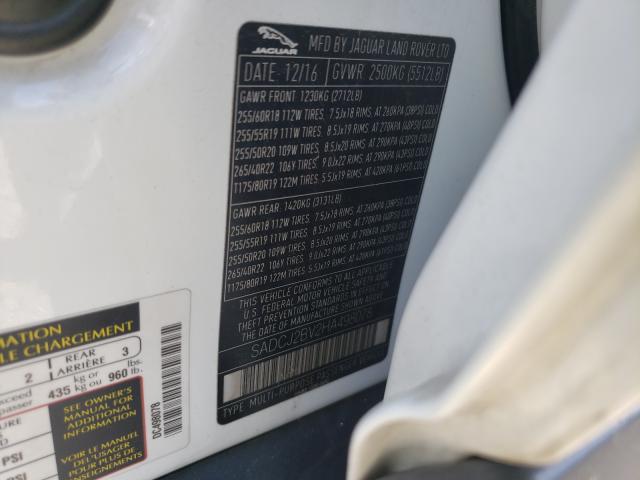 JAGUAR
MFD BY JAGUAR LAND ROVER LTD
DATE: 12/16 GVWR 2500KG (5512LB)
GAWR FRONT 1230KG (2712LB)
255/60R18 112W TIRES, 7.5Jx18 RIMS, AT 260KPA (38PSI) COLD
255/55R19 111W TIRES, 8.5Jx19 RIMS, AT 270KPA (40PSI) COLD
255/50R20 109W TIRES, 8.5Jx20 RIMS, AT 290KPA (43PSI) COLD
265/40R22 106Y TIRES, 9.0Jx22 RIMS, AT 290KPA (43PSI) COLD
T175/80R19 122M TIRES, 5.5Jx19 RIMS, AT 420KPA (61PSI) COLD
GAWR REAR: 1420KG (3131LB)
255/60R18 112W TIRES, 7.5Jx18 RIMS, AT 260KPA (38PSI) COLD
255/55R19 111W TIRES, 8.5Jx19 RIMS, AT 270KPA (40PSI) COLD
255/50R20 109W TIRES, 8.5Jx20 RIMS, AT 290KPA (43PSI) COLD
265/40R22 106Y TIRES, 9.0Jx22 RIMS, AT 290KPA (43PSI) COLD
T175/80R19 122M TIRES, 5.5Jx19 RIMS, AT 420KPA (61PSI) COLD
THIS VEHICLE CONFORMS TO ALL APPLICABLE
FEDERAL MOTOR VEHICLE SAFETY, BUMPER, AND
THEFT PREVENTION STANDARDS IN EFFECT ON THE
DATE OF MANUFACTURE SHOWN ABOVE
SADCJ2BV2HA498078
TYPE: MULTI-PURPOSE PASSENGER
CHARGEMENT
2 REAR ARRIÈRE 3
435 kg or ou 960 lb.
SEE OWNER'S
MANUAL FOR
ADDITIONAL
INFORMATION
VOIR LE MANUEL
DE L'USAGER
POUR PLUS DE
RENSEIGNEMENTS
PSI
PSI
DC498078